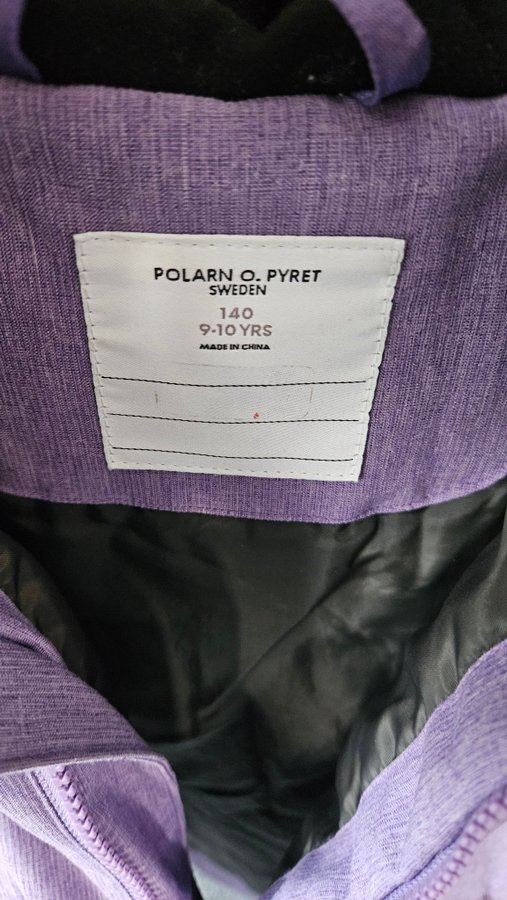 POLARN O. PYRET
SWEDEN
140
9-10 YRS
MADE IN CHINA